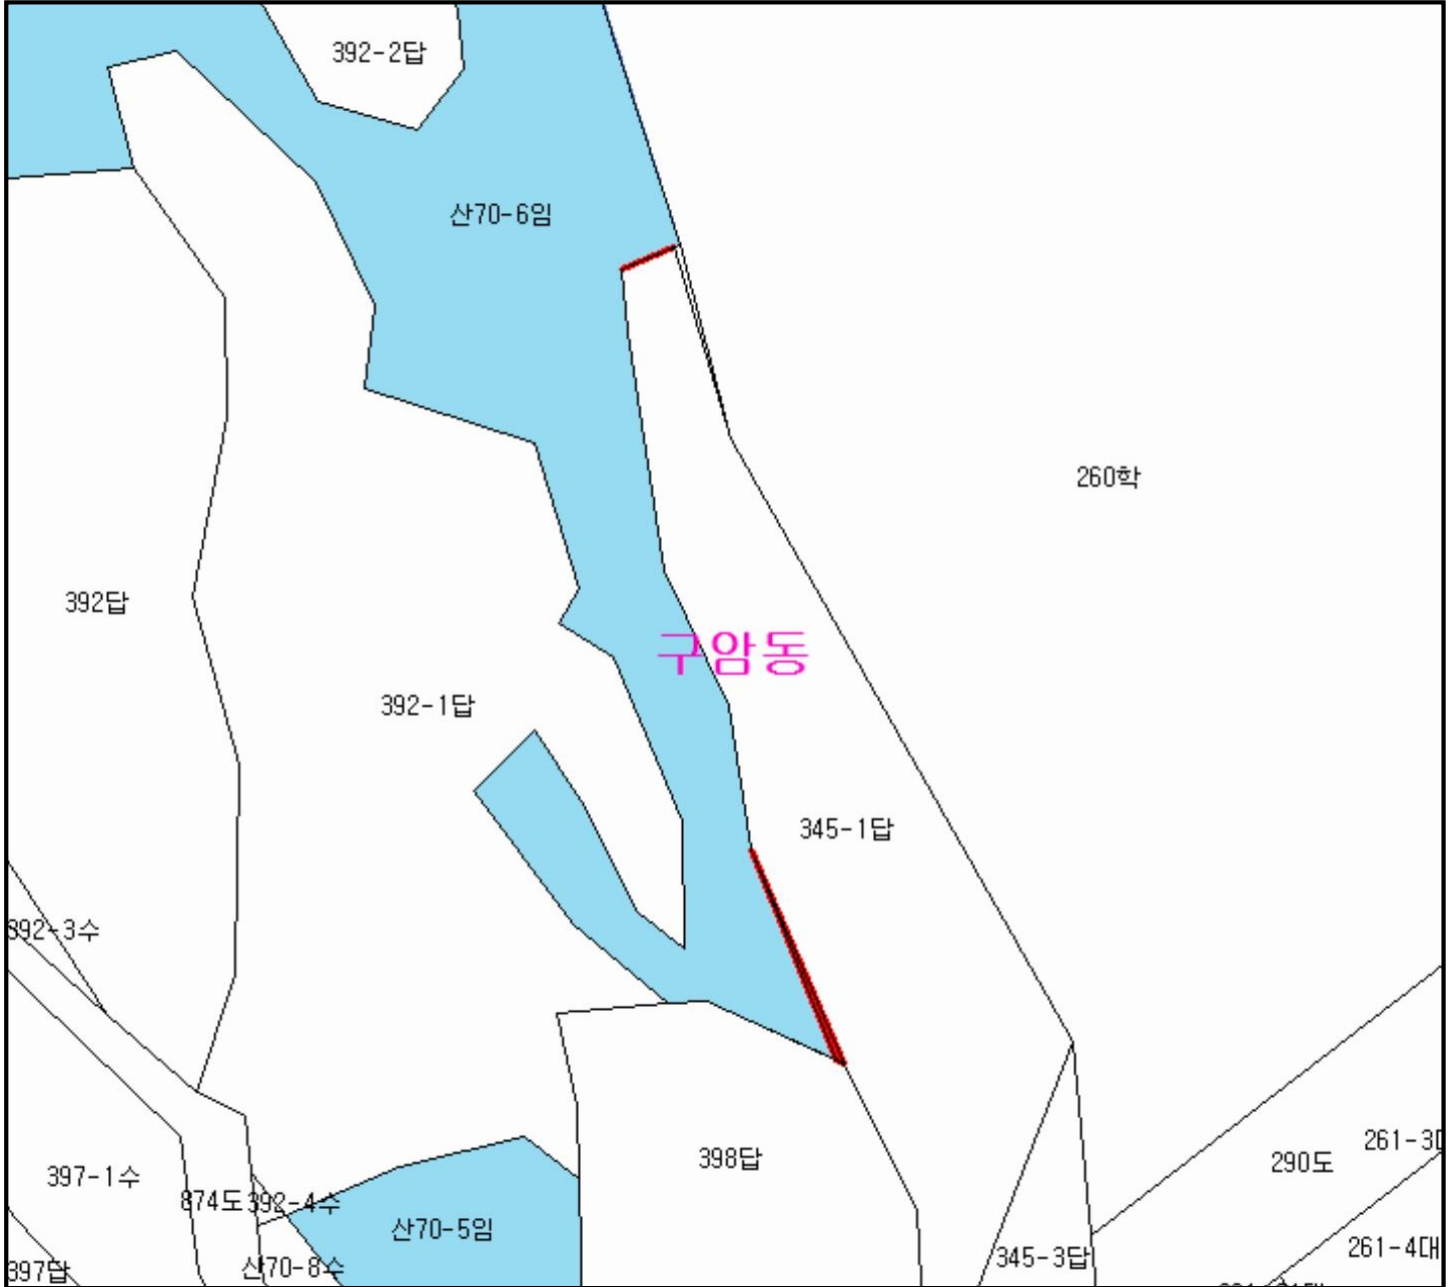 392-2답
산70-6임
260학
392답
구암동
392-1답
345-1답
392-3수
398답
261-3
290도
397-1수
874도
392-4수
산70-5임
261-4대
345-3답
산70-8수
397답